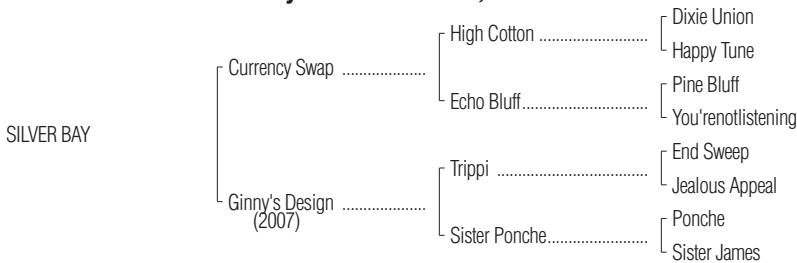 Dixie Union
High Cotton ....................
Happy Tune
Currency Swap ....................
Pine Bluff
Echo Bluff..............................
You'renotlistening
SILVER BAY
End Sweep
Trippi ....................................
Jealous Appeal
Ginny's Design ....................
(2007)
Ponche
Sister Ponche........................
Sister James